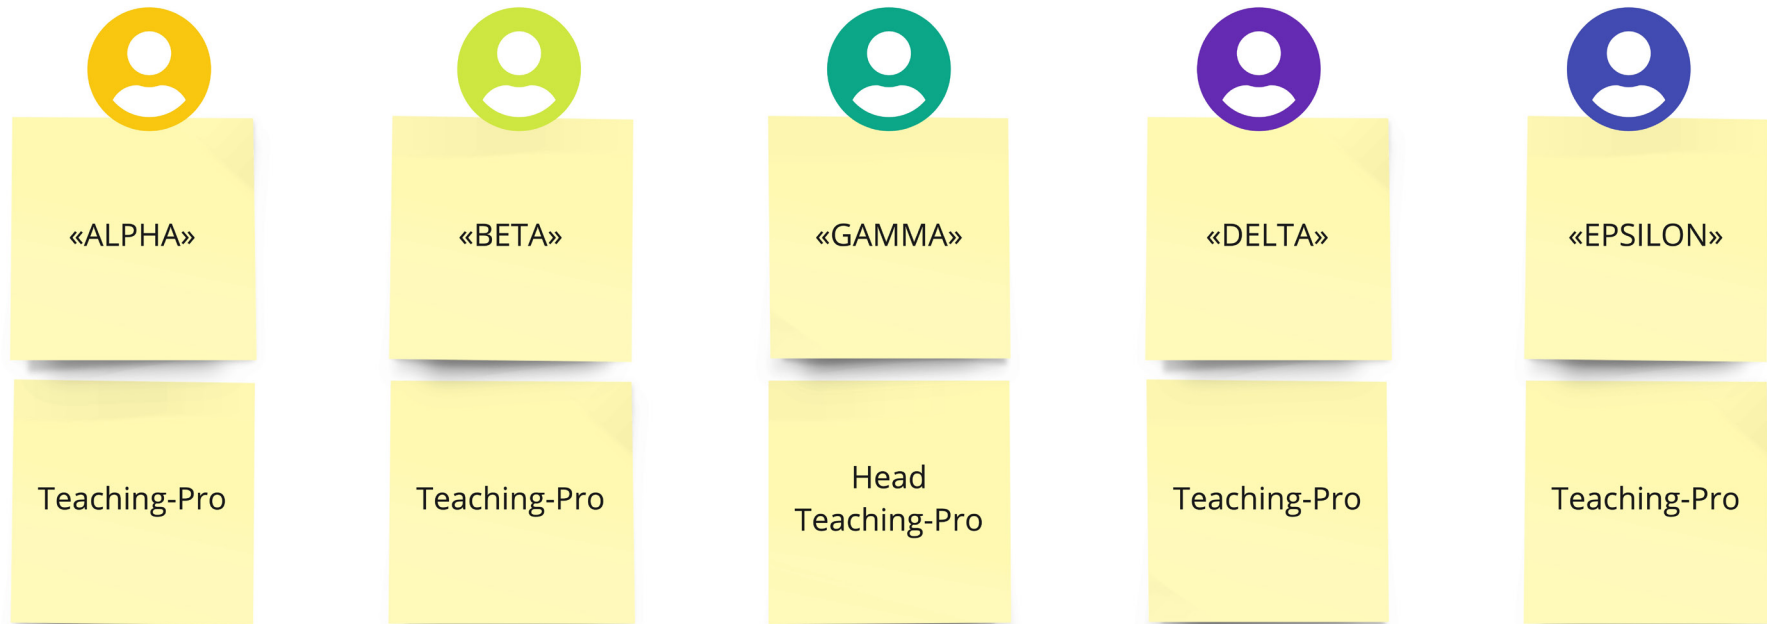 «ALPHA»
«BETA»
«GAMMA»
«DELTA»
«EPSILON»
Teaching-Pro
Teaching-Pro
Head
Teaching-Pro
Teaching-Pro
Teaching-Pro